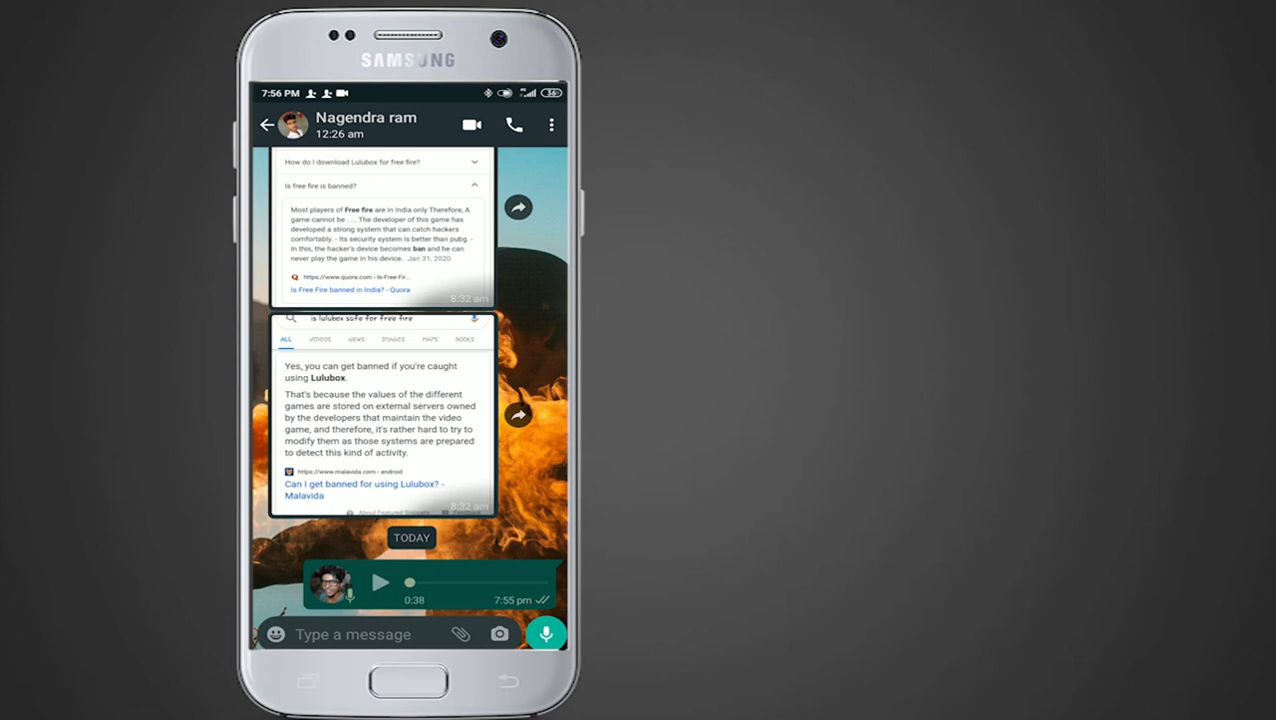 SAMSUNG
7:56 PM
36
Nagendra ram
12:26 am
How do I download Lulubox for free fire?
Is free fire is banned?
Most players of Free fire are in India only Therefore, A
game cannot be . ... The developer of this game has
developed a strong system that can catch hackers
comfortably. - Its security system is better than pubg. -
In this, the hacker's device becomes ban and he can
never play the game in his device. Jan 31, 2020
https://www.quora.com › Is-Free-Fir...
Is Free Fire banned in India? - Quora
8:32 am
is lulubox safe for free fire
ALL VIDEOS NEWS IMAGES MAPS BOOKS
Yes, you can get banned if you're caught
using Lulubox.
That's because the values of the different
games are stored on external servers owned
by the developers that maintain the video
game, and therefore, it's rather hard to try to
modify them as those systems are prepared
to detect this kind of activity.
https://www.malavida.com › android
Can I get banned for using Lulubox? -
Malavida
8:32 am
About Featured Snippets Feedback
TODAY
0:38 7:55 pm
Type a message